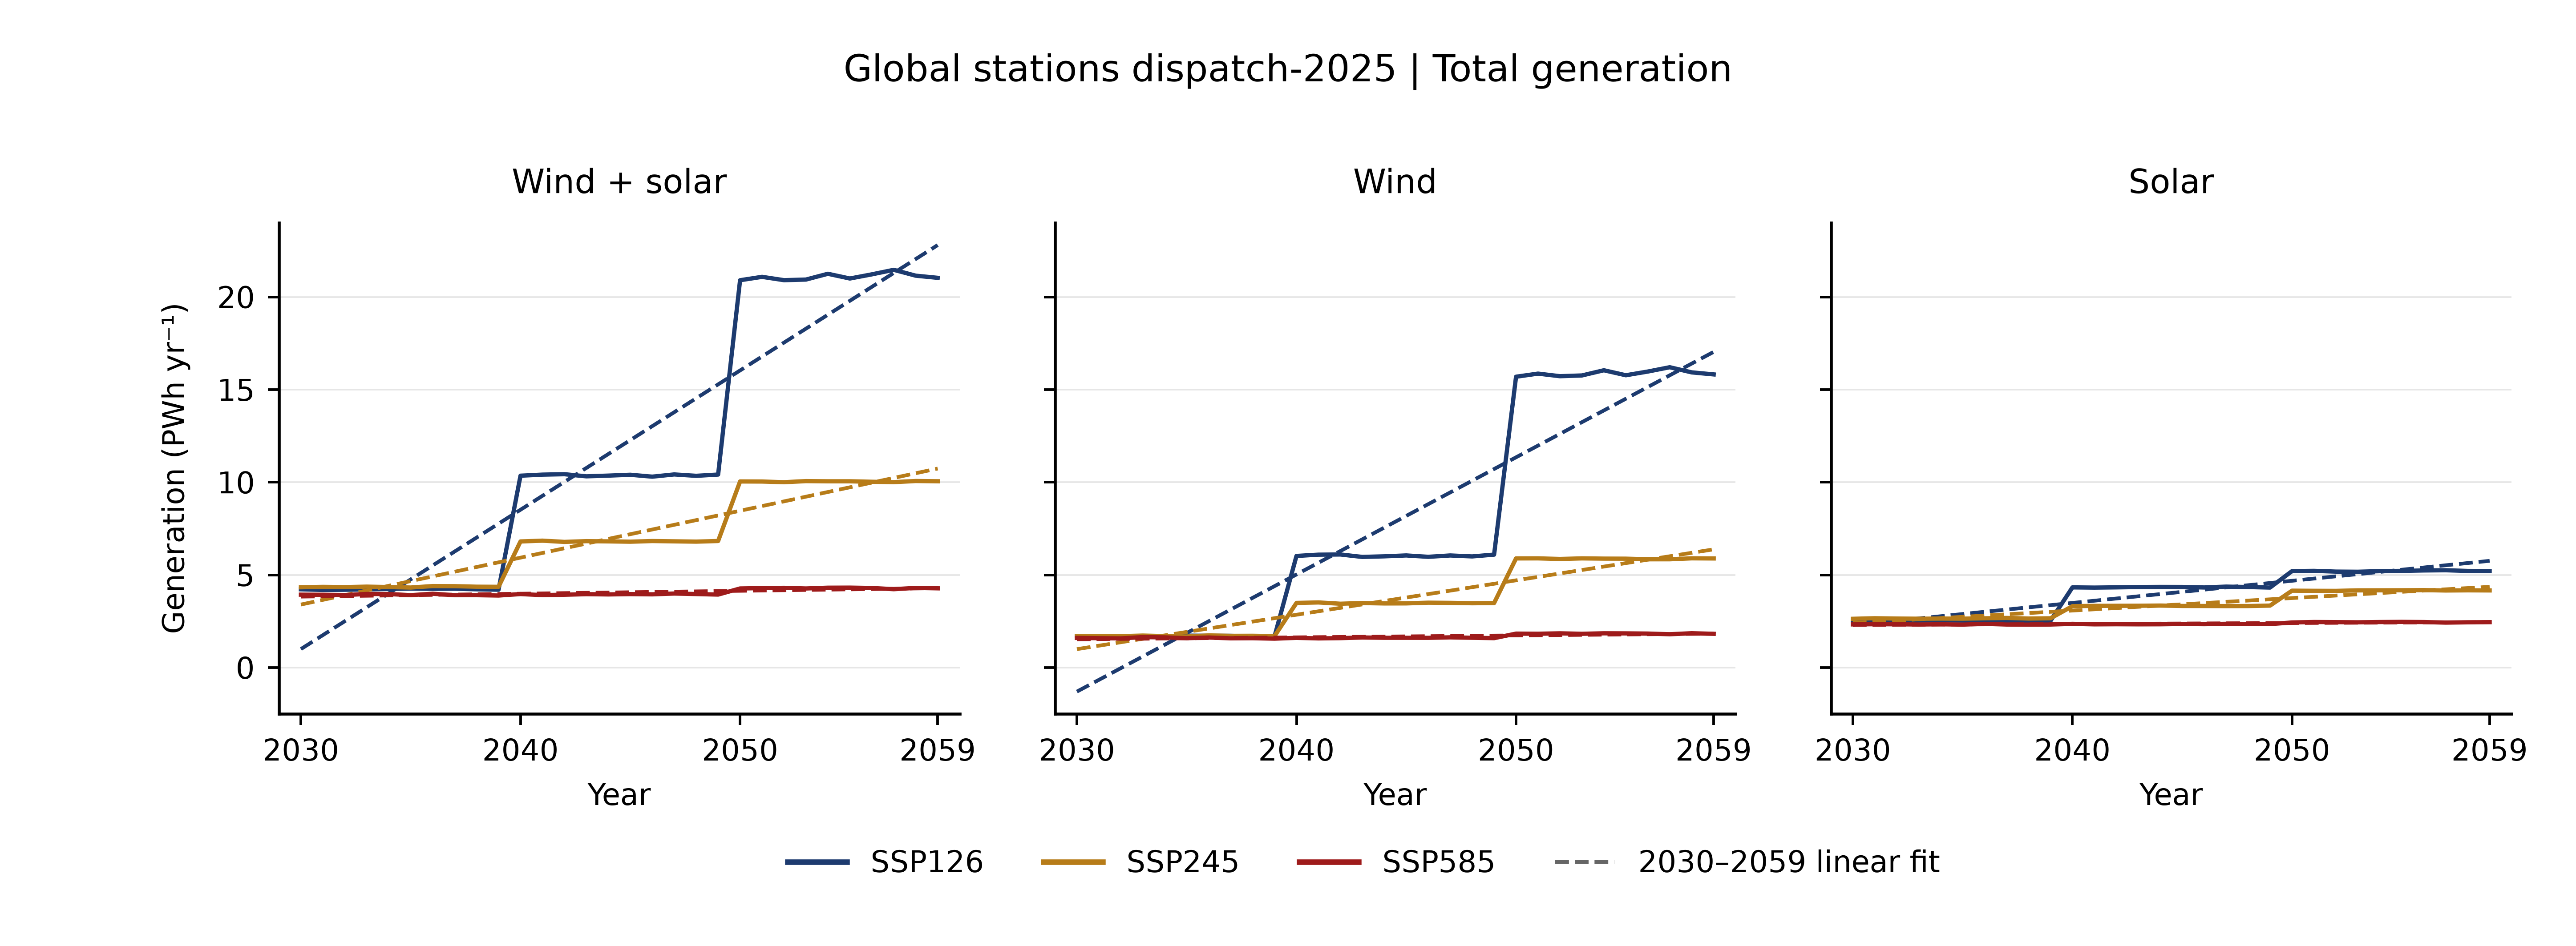 Global stations dispatch-2025 | Total generation
Wind + solar
Wind
Solar
Generation (PWh yr⁻¹)
20
15
10
5
0
2030 2040 2050 2059
2030 2040 2050 2059
2030 2040 2050 2059
Year
Year
Year
SSP126 SSP245 SSP585 2030–2059 linear fit